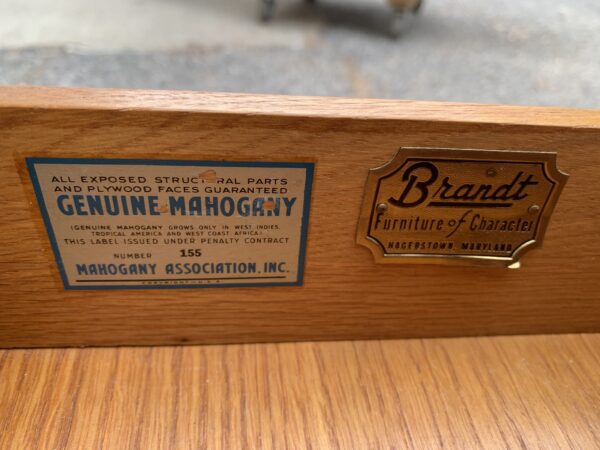 ALL EXPOSED STRUCTURAL PARTS
AND PLYWOOD FACES GUARANTEED
GENUINE MAHOGANY
(GENUINE MAHOGANY GROWS ONLY IN WEST INDIES,
TROPICAL AMERICA AND WEST COAST AFRICA)
THIS LABEL ISSUED UNDER PENALTY CONTRACT
NUMBER 155
MAHOGANY ASSOCIATION, INC.
COPYRIGHT U.S.A.
Brandt
Furniture of Character
HAGERSTOWN, MARYLAND